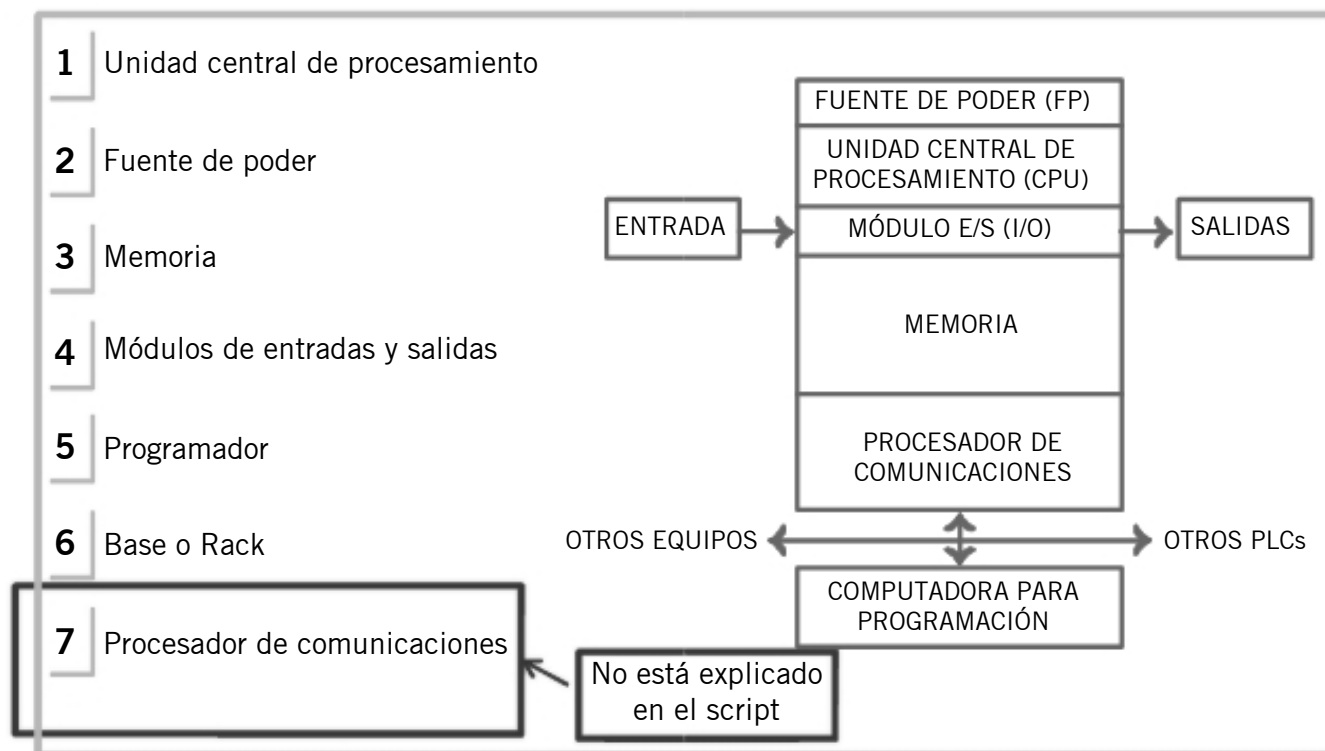 1 Unidad central de procesamiento
2 Fuente de poder
3 Memoria
4 Módulos de entradas y salidas
5 Programador
6 Base o Rack
7 Procesador de comunicaciones
No está explicado
en el script
FUENTE DE PODER (FP)
UNIDAD CENTRAL DE
PROCESAMIENTO (CPU)
ENTRADA
MÓDULO E/S (I/O)
SALIDAS
MEMORIA
PROCESADOR DE
COMUNICACIONES
OTROS EQUIPOS
OTROS PLCs
COMPUTADORA PARA
PROGRAMACIÓN